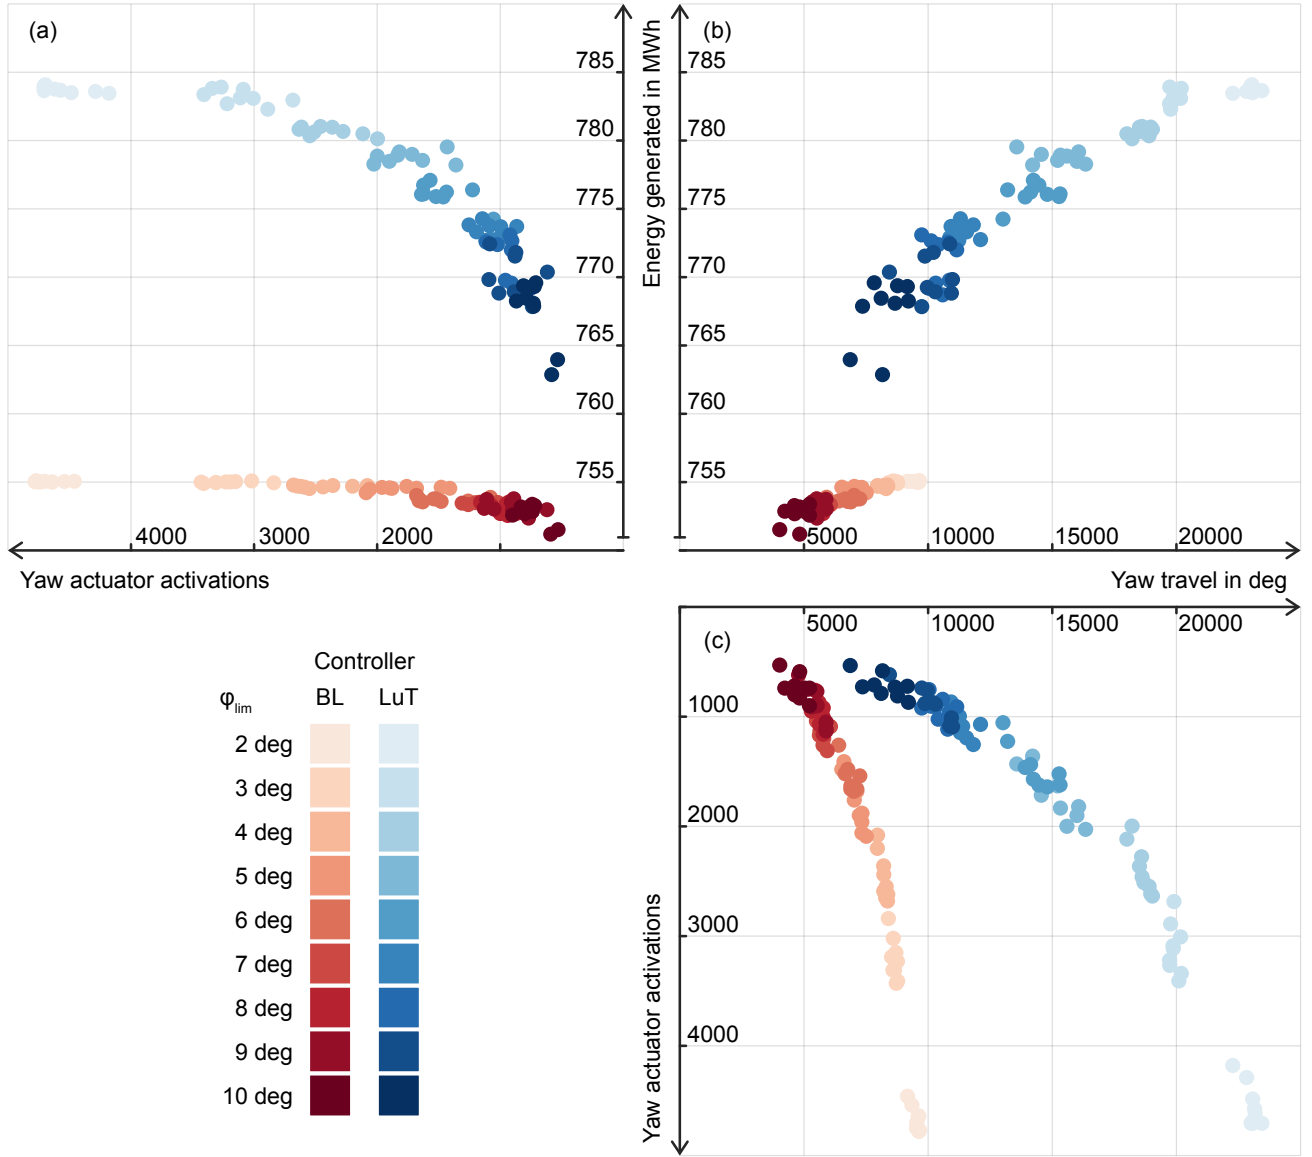 (a)
785
780
775
770
765
760
755
4000 3000 2000
Yaw actuator activations
Energy generated in MWh
(b)
785
780
775
770
765
760
755
5000 10000 15000 20000
Yaw travel in deg
5000 10000 15000 20000
(c)
1000
2000
3000
4000
Yaw actuator activations
Controller
φlim BL LuT
2 deg
3 deg
4 deg
5 deg
6 deg
7 deg
8 deg
9 deg
10 deg